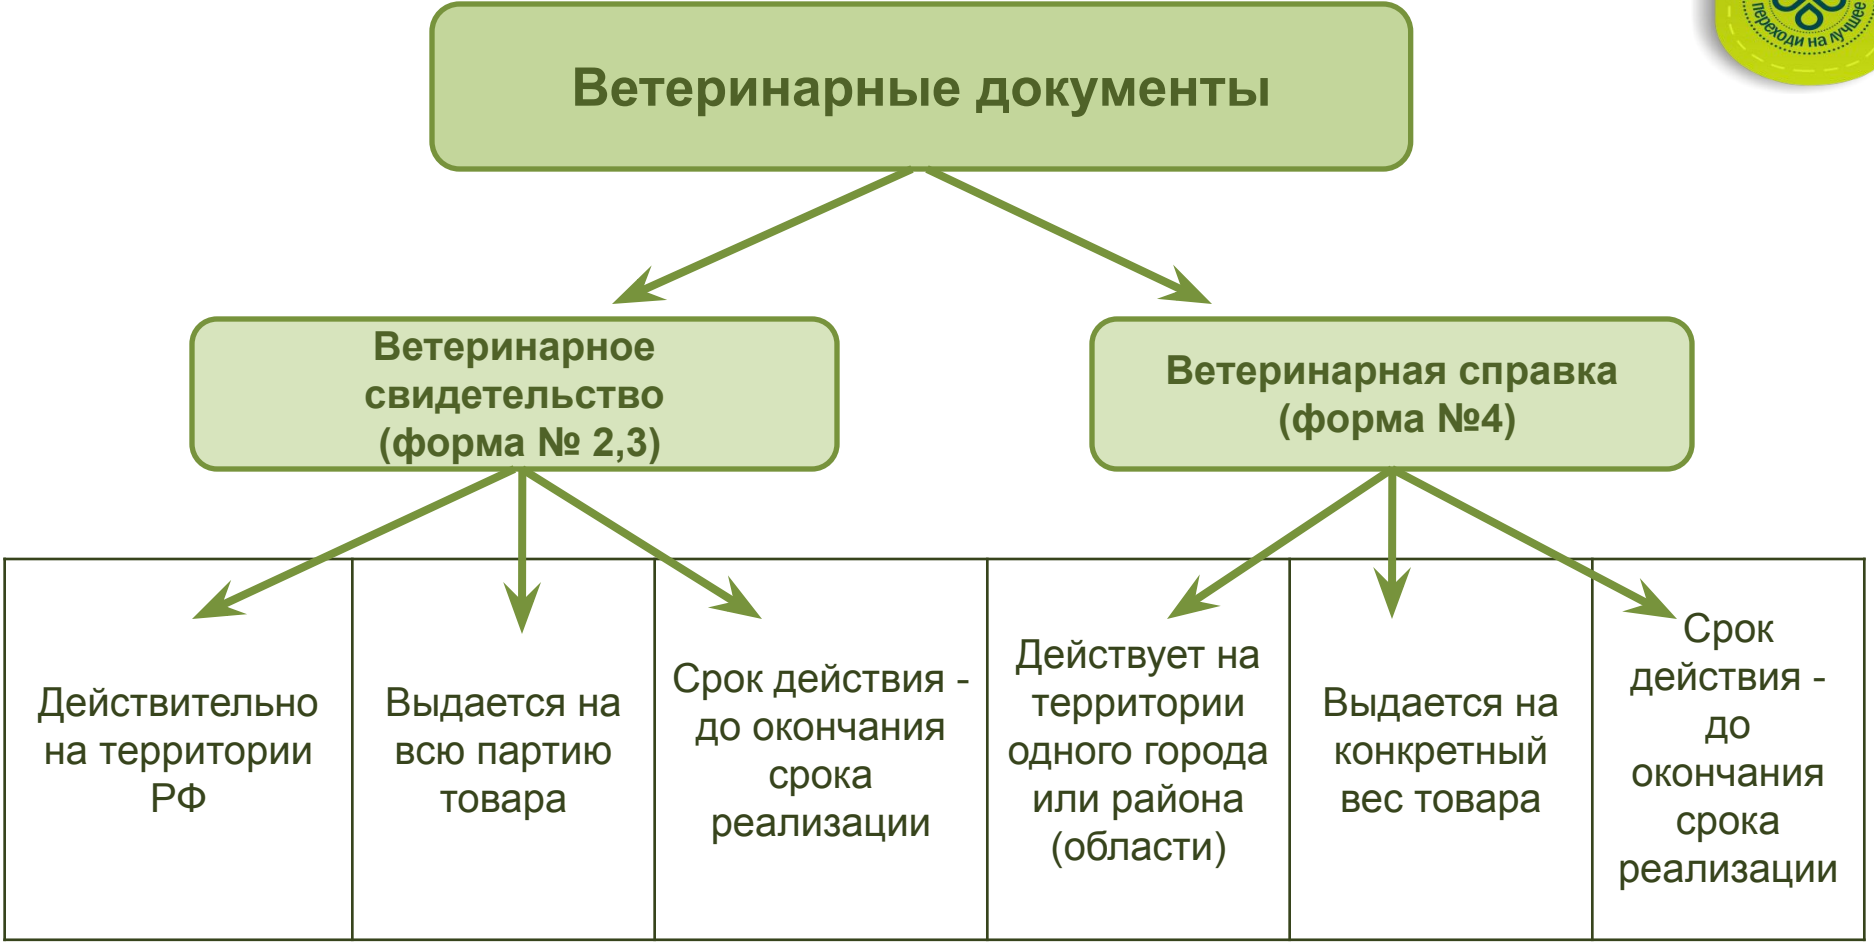 переходи на лучшее
Ветеринарные документы
Ветеринарное
свидетельство
(форма № 2,3)
Ветеринарная справка
(форма №4)
Действительно
на территории
РФ
Выдается на
всю партию
товара
Срок действия -
до окончания
срока
реализации
Действует на
территории
одного города
или района
(области)
Выдается на
конкретный
вес товара
Срок
действия -
до
окончания
срока
реализации